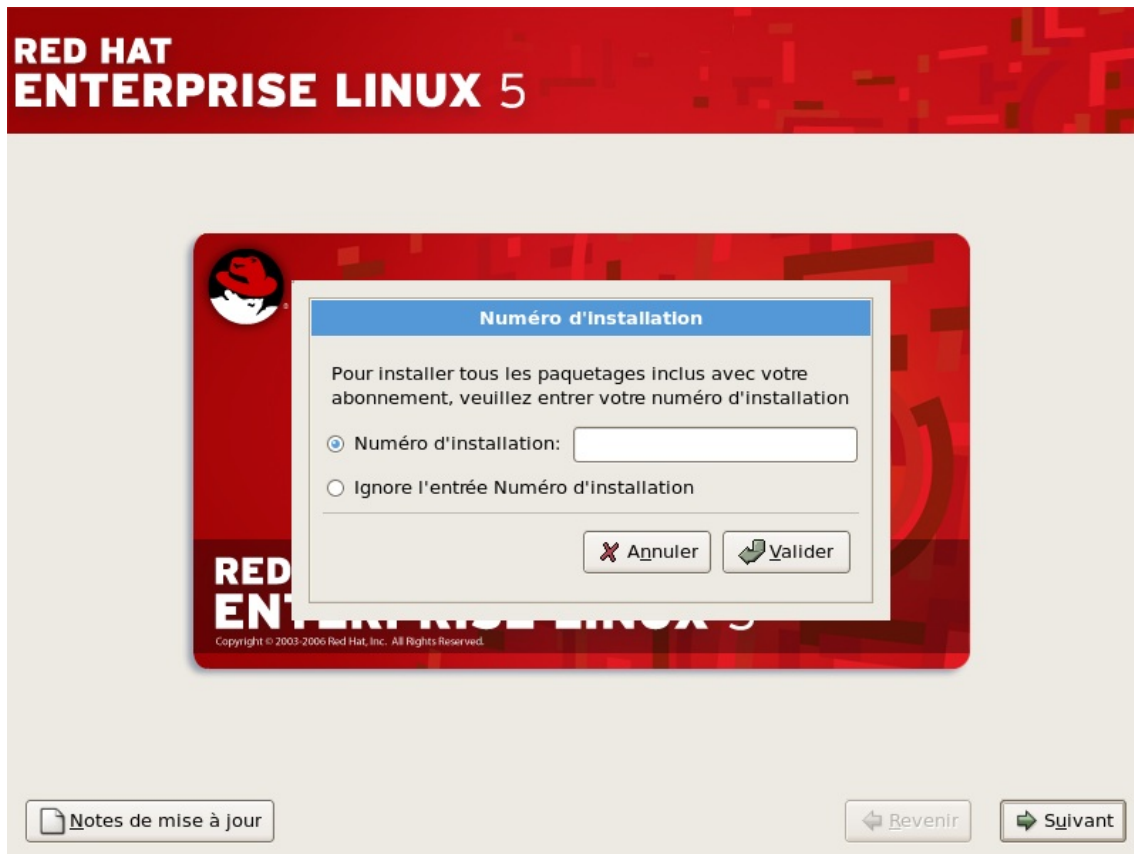 RED HAT
ENTERPRISE LINUX 5
Numéro d'installation
Pour installer tous les paquetages inclus avec votre
abonnement, veuillez entrer votre numéro d'installation
Numéro d'installation:
Ignore l'entrée Numéro d'installation
Annuler
Valider
RED
Copyright © 2003-2006 Red Hat, Inc. All Rights Reserved.
Notes de mise à jour
Revenir
Suivant